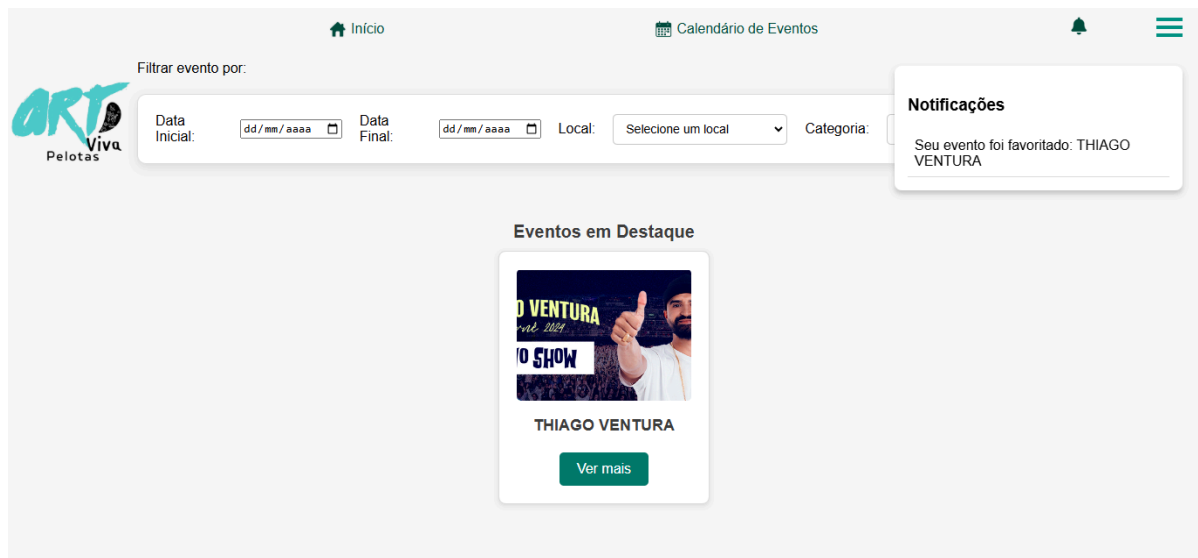 Início
Calendário de Eventos
Filtrar evento por:
ART
Viva
Pelotas
Data
Inicial:
dd/mm/aaaa
Data
Final:
dd/mm/aaaa
Local:
Selecione um local
Categoria:
Notificações
Seu evento foi favoritado: THIAGO
VENTURA
Eventos em Destaque
O VENTURA
2024
O SHOW
THIAGO VENTURA
Ver mais